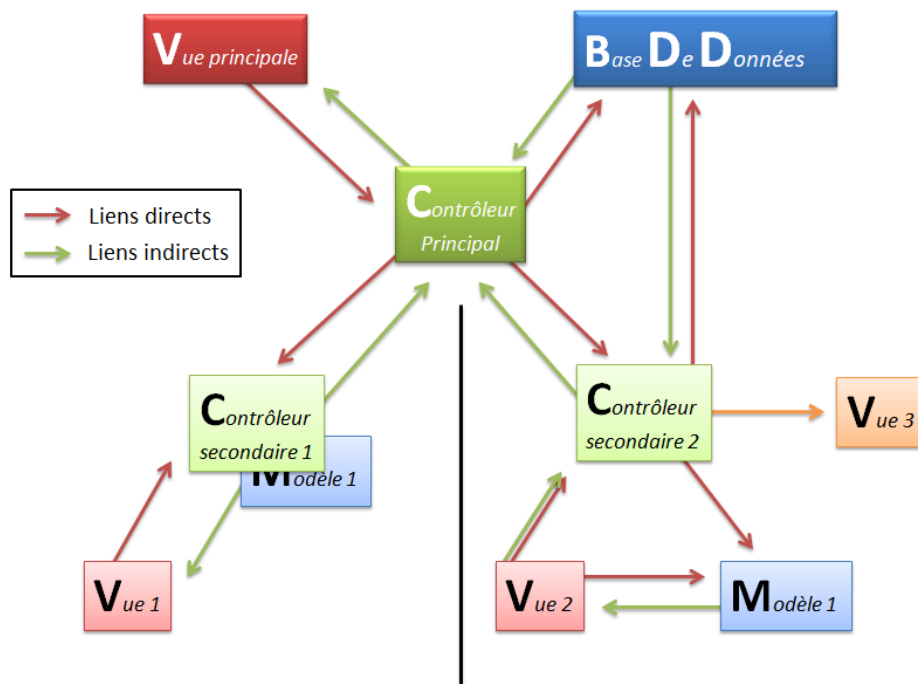 Vue principale
Base De Données
Contrôleur
Principal
Liens directs
Liens indirects
Contrôleur
secondaire 1
Modèle 1
Contrôleur
secondaire 2
Vue 3
Vue 1
Vue 2
Modèle 1